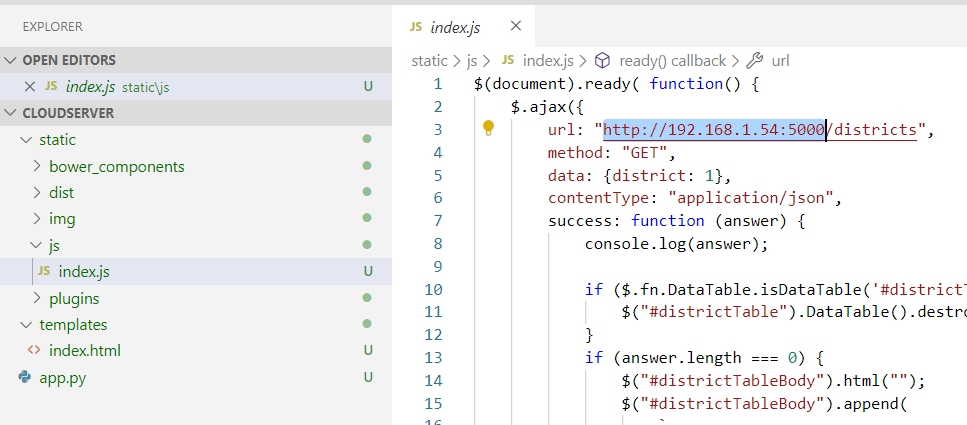 EXPLORER
OPEN EDITORS
JS index.js static\js U
CLOUDSERVER
static
bower_components
dist
img
js
JS index.js U
plugins
templates
<> index.html U
app.py U
JS index.js
static > js > JS index.js > ready() callback > url
1 $(document).ready( function() {
2 $.ajax({
3 url: "http://192.168.1.54:5000/districts",
4 method: "GET",
5 data: {district: 1},
6 contentType: "application/json",
7 success: function (answer) {
8 console.log(answer);
9
10 if ($.fn.DataTable.isDataTable('#district
11 $("#districtTable").DataTable().destro
12 }
13 if (answer.length === 0) {
14 $("#districtTableBody").html("");
15 $("#districtTableBody").append(
16